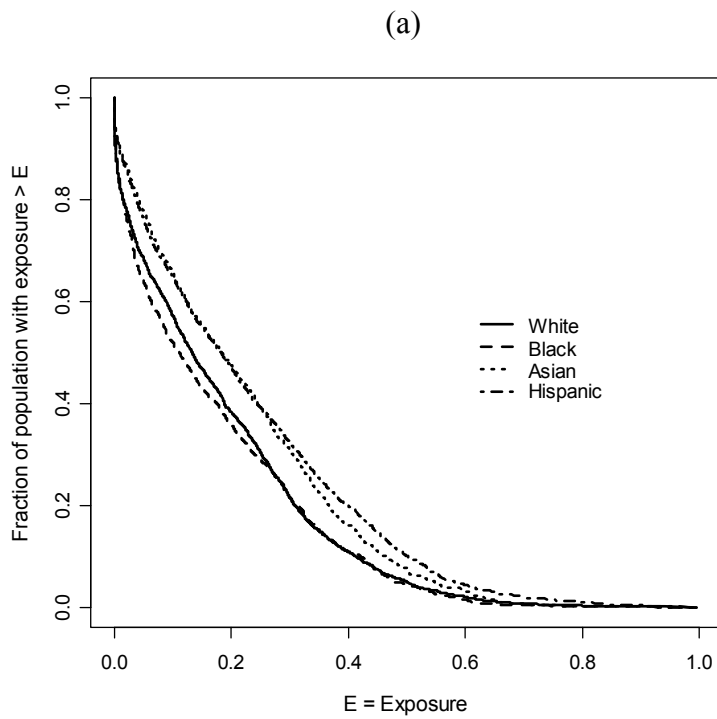 (a)
Fraction of population with exposure > E
1.0
0.8
0.6
0.4
0.2
0.0
White
Black
Asian
Hispanic
0.0 0.2 0.4 0.6 0.8 1.0
E = Exposure